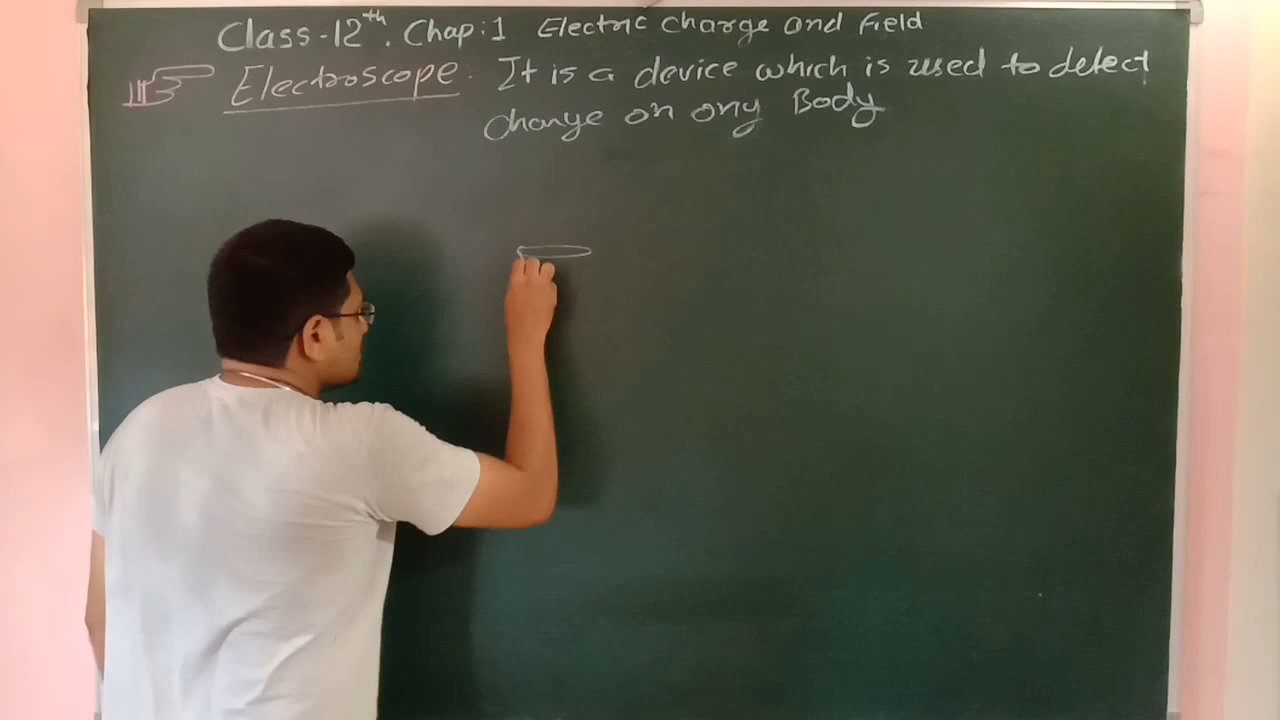 Class-12th. Chap:1 Electric Charge and Field
Electroscope: It is a device which is used to detect
Charge on any Body